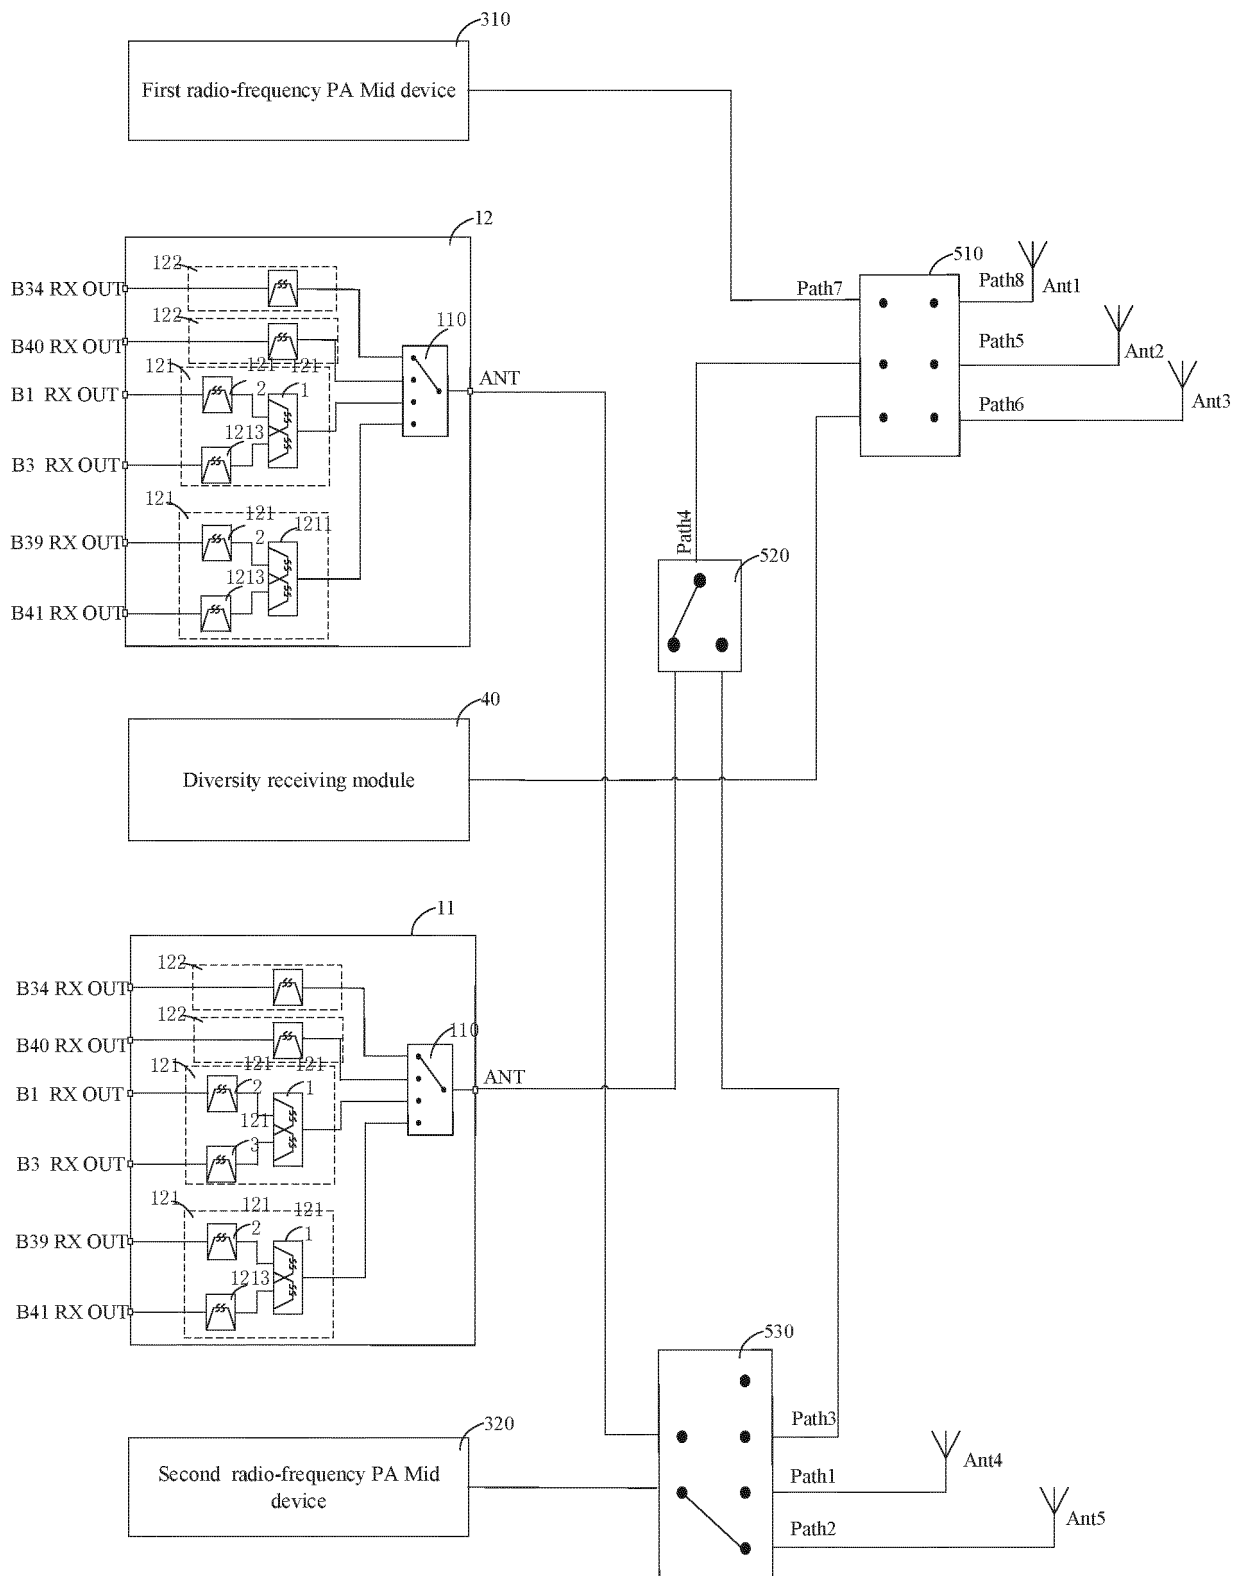 310
First radio-frequency PA Mid device
12
122
B34 RX OUT
122
B40 RX OUT
110
121
121
121
B1 RX OUT
2
1
ANT
1213
B3 RX OUT
121
121
1211
B39 RX OUT
2
1213
B41 RX OUT
510
Path7
Path8
Ant1
Path5
Ant2
Path6
Ant3
Path4
520
40
Diversity receiving module
11
122
B34 RX OUT
122
B40 RX OUT
110
121
121
121
B1 RX OUT
2
1
ANT
121
B3 RX OUT
3
121
121
121
B39 RX OUT
2
1
1213
B41 RX OUT
530
320
Second radio-frequency PA Mid
device
Path3
Path1
Ant4
Path2
Ant5